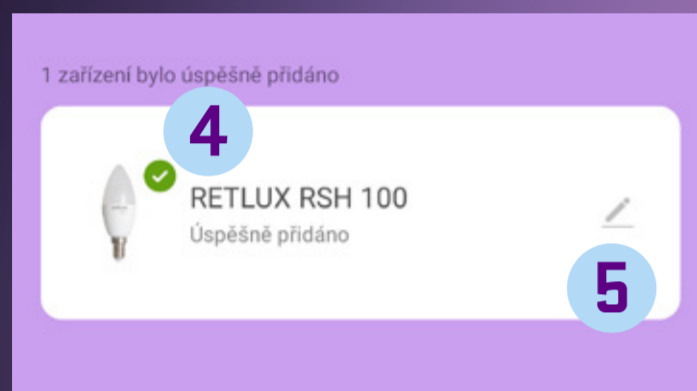 1 zařízení bylo úspěšně přidáno
4
RETLUX RSH 100
Úspěšně přidáno
5